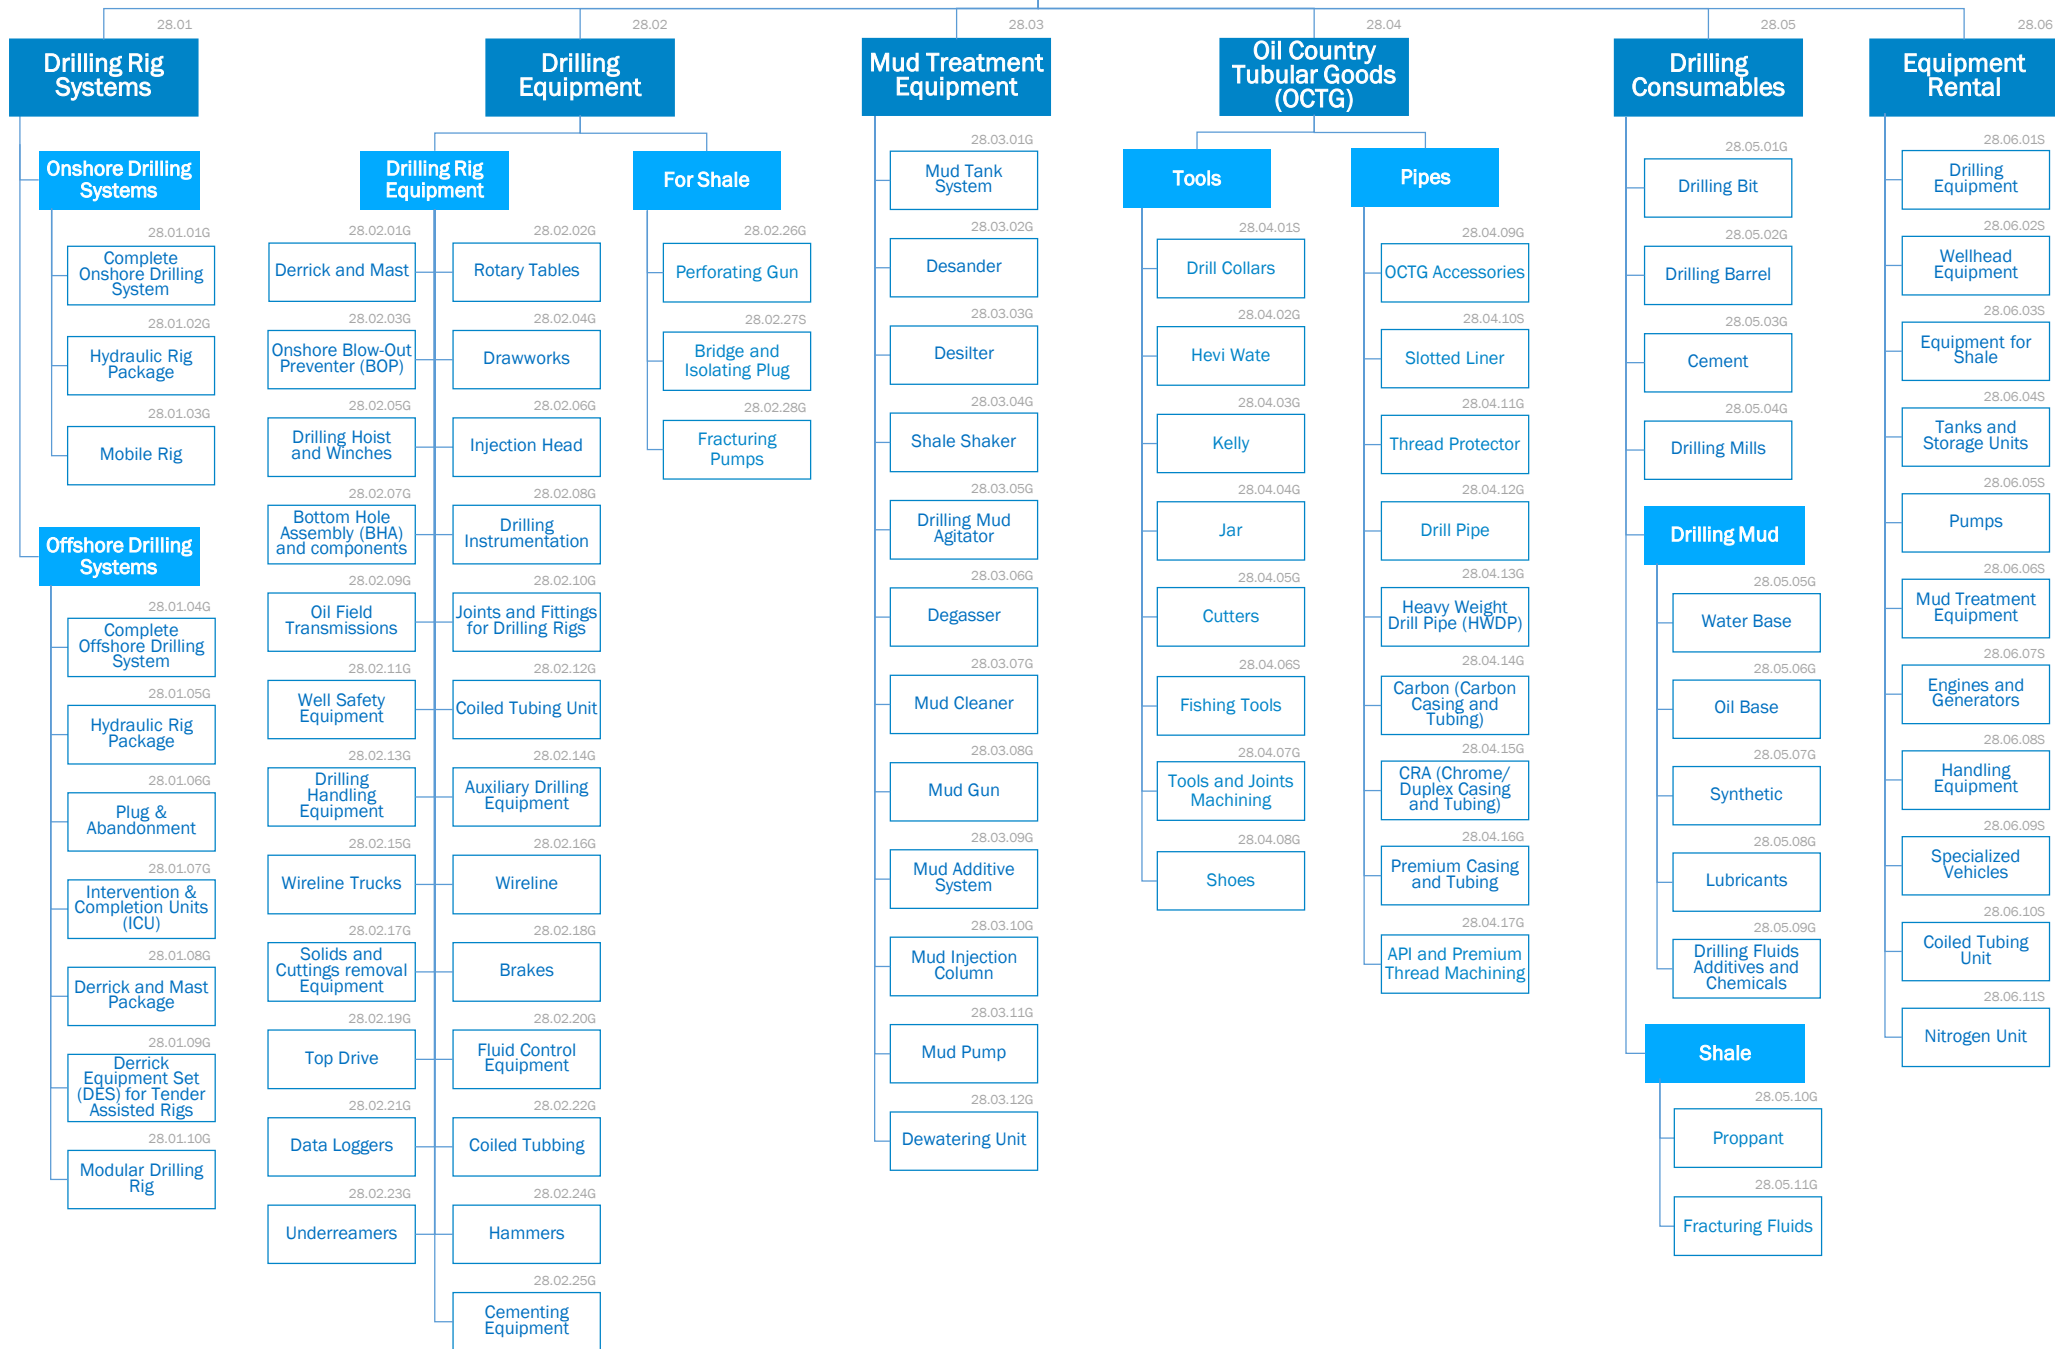 28.01
Drilling Rig
Systems
Onshore Drilling
Systems
28.01.01G
Complete
Onshore Drilling
System
28.01.02G
Hydraulic Rig
Package
28.01.03G
Mobile Rig
Offshore Drilling
Systems
28.01.04G
Complete
Offshore Drilling
System
28.01.05G
Hydraulic Rig
Package
28.01.06G
Plug &
Abandonment
28.01.07G
Intervention &
Completion Units
(ICU)
28.01.08G
Derrick and Mast
Package
28.01.09G
Derrick
Equipment Set
(DES) for Tender
Assisted Rigs
28.01.10G
Modular Drilling
Rig
28.02
Drilling
Equipment
Drilling Rig
Equipment
28.02.01G
Derrick and Mast
28.02.02G
Rotary Tables
28.02.03G
Onshore Blow-Out
Preventer (BOP)
28.02.04G
Drawworks
28.02.05G
Drilling Hoist
and Winches
28.02.06G
Injection Head
28.02.07G
Bottom Hole
Assembly (BHA)
and components
28.02.08G
Drilling
Instrumentation
28.02.09G
Oil Field
Transmissions
28.02.10G
Joints and Fittings
for Drilling Rigs
28.02.11G
Well Safety
Equipment
28.02.12G
Coiled Tubing Unit
28.02.13G
Drilling
Handling
Equipment
28.02.14G
Auxiliary Drilling
Equipment
28.02.15G
Wireline Trucks
28.02.16G
Wireline
28.02.17G
Solids and
Cuttings removal
Equipment
28.02.18G
Brakes
28.02.19G
Top Drive
28.02.20G
Fluid Control
Equipment
28.02.21G
Data Loggers
28.02.22G
Coiled Tubbing
28.02.23G
Underreamers
28.02.24G
Hammers
28.02.25G
Cementing
Equipment
For Shale
28.02.26G
Perforating Gun
28.02.27S
Bridge and
Isolating Plug
28.02.28G
Fracturing
Pumps
28.03
Mud Treatment
Equipment
28.03.01G
Mud Tank
System
28.03.02G
Desander
28.03.03G
Desilter
28.03.04G
Shale Shaker
28.03.05G
Drilling Mud
Agitator
28.03.06G
Degasser
28.03.07G
Mud Cleaner
28.03.08G
Mud Gun
28.03.09G
Mud Additive
System
28.03.10G
Mud Injection
Column
28.03.11G
Mud Pump
28.03.12G
Dewatering Unit
28.04
Oil Country
Tubular Goods
(OCTG)
Tools
28.04.01S
Drill Collars
28.04.02G
Hevi Wate
28.04.03G
Kelly
28.04.04G
Jar
28.04.05G
Cutters
28.04.06S
Fishing Tools
28.04.07G
Tools and Joints
Machining
28.04.08G
Shoes
Pipes
28.04.09G
OCTG Accessories
28.04.10S
Slotted Liner
28.04.11G
Thread Protector
28.04.12G
Drill Pipe
28.04.13G
Heavy Weight
Drill Pipe (HWDP)
28.04.14G
Carbon (Carbon
Casing and
Tubing)
28.04.15G
CRA (Chrome/
Duplex Casing
and Tubing)
28.04.16G
Premium Casing
and Tubing
28.04.17G
API and Premium
Thread Machining
28.05
Drilling
Consumables
28.05.01G
Drilling Bit
28.05.02G
Drilling Barrel
28.05.03G
Cement
28.05.04G
Drilling Mills
Drilling Mud
28.05.05G
Water Base
28.05.06G
Oil Base
28.05.07G
Synthetic
28.05.08G
Lubricants
28.05.09G
Drilling Fluids
Additives and
Chemicals
Shale
28.05.10G
Proppant
28.05.11G
Fracturing Fluids
28.06
Equipment
Rental
28.06.01S
Drilling
Equipment
28.06.02S
Wellhead
Equipment
28.06.03S
Equipment for
Shale
28.06.04S
Tanks and
Storage Units
28.06.05S
Pumps
28.06.06S
Mud Treatment
Equipment
28.06.07S
Engines and
Generators
28.06.08S
Handling
Equipment
28.06.09S
Specialized
Vehicles
28.06.10S
Coiled Tubing
Unit
28.06.11S
Nitrogen Unit